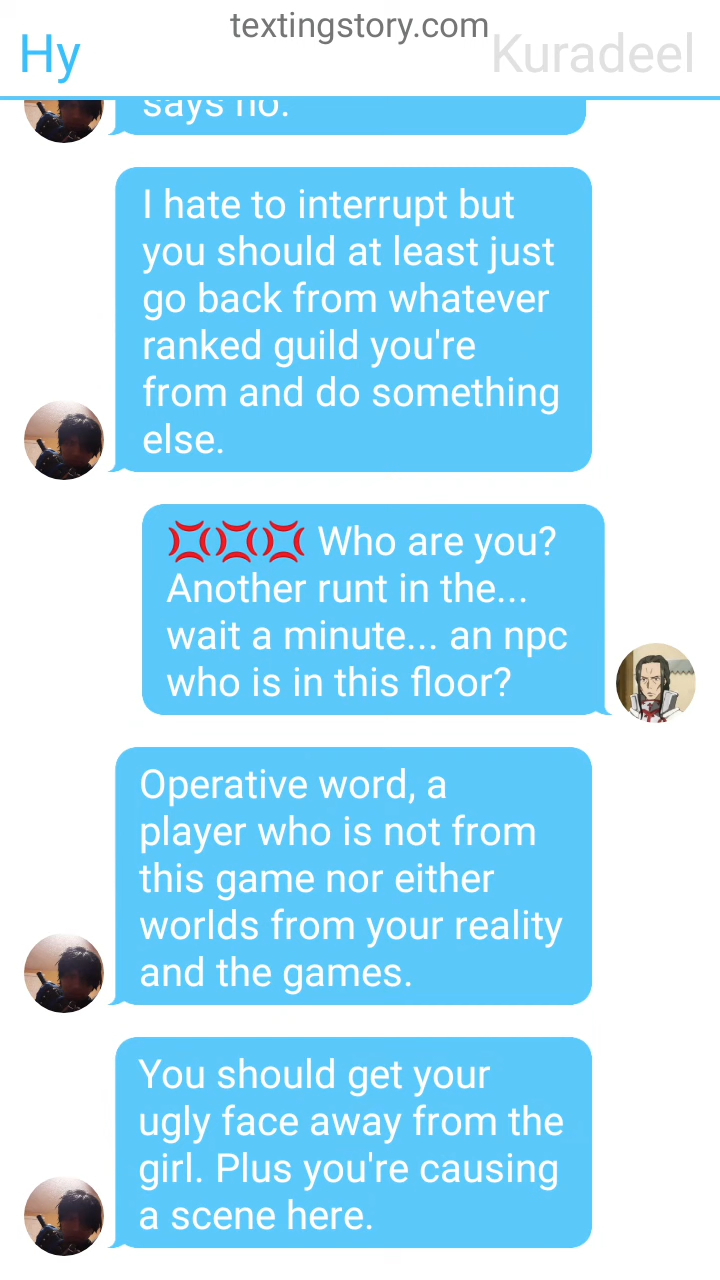 textingstory.com
Hy
Kuradeel
says no.
I hate to interrupt but
you should at least just
go back from whatever
ranked guild you're
from and do something
else.
💢💢💢 Who are you?
Another runt in the...
wait a minute... an npc
who is in this floor?
Operative word, a
player who is not from
this game nor either
worlds from your reality
and the games.
You should get your
ugly face away from the
girl. Plus you're causing
a scene here.